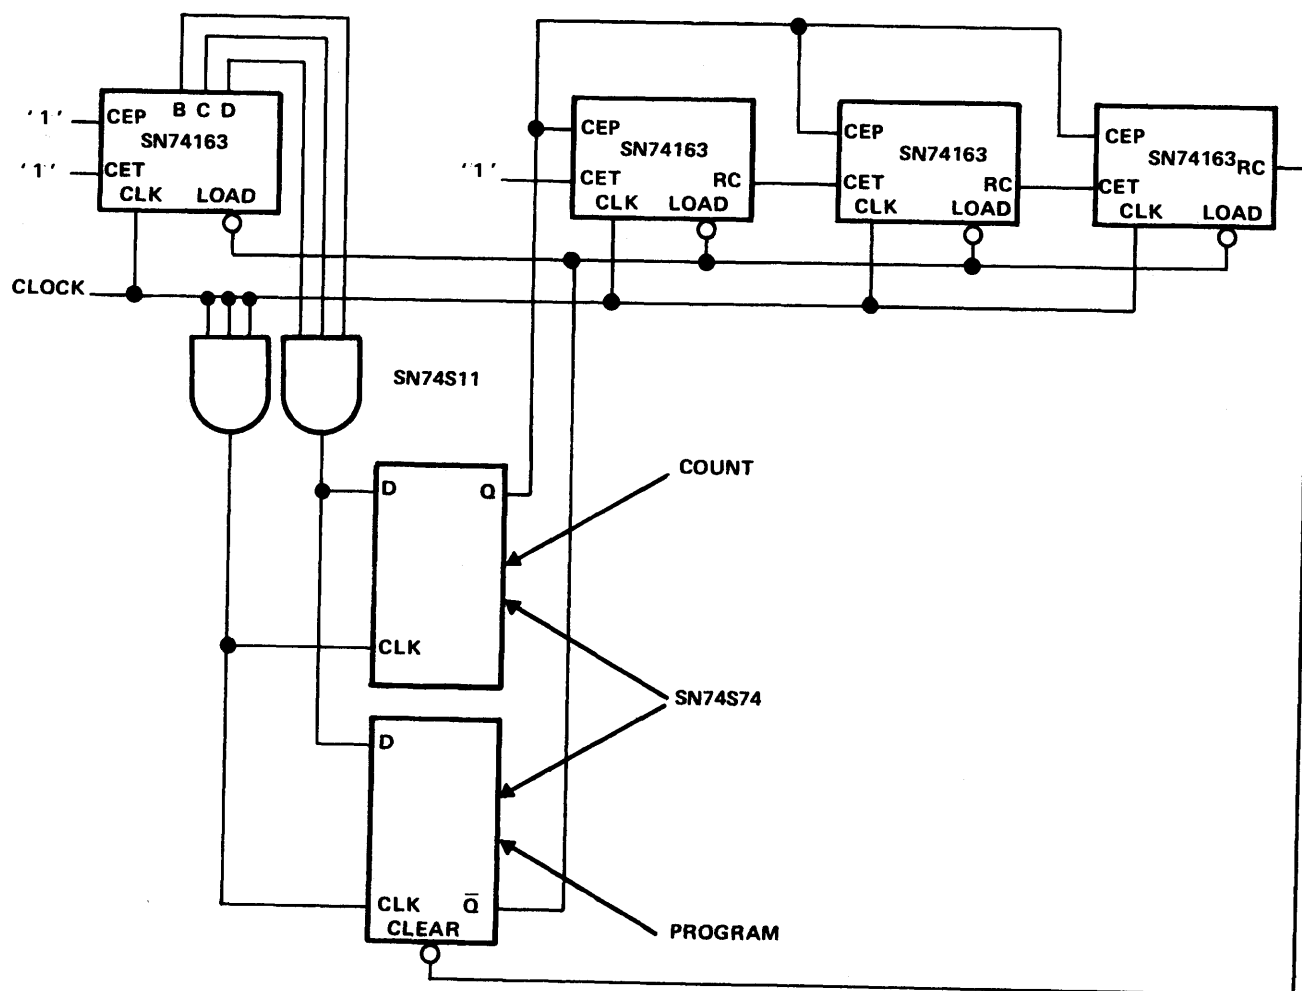 '1' CEP B C D
SN74163
'1' CET
CLK LOAD
CEP
SN74163
'1' CET RC
CLK LOAD
CEP
SN74163
CET RC
CLK LOAD
CEP
SN74163 RC
CET
CLK LOAD
CLOCK
SN74S11
D Q
CLK
COUNT
SN74S74
D
CLK Q̅
CLEAR
PROGRAM